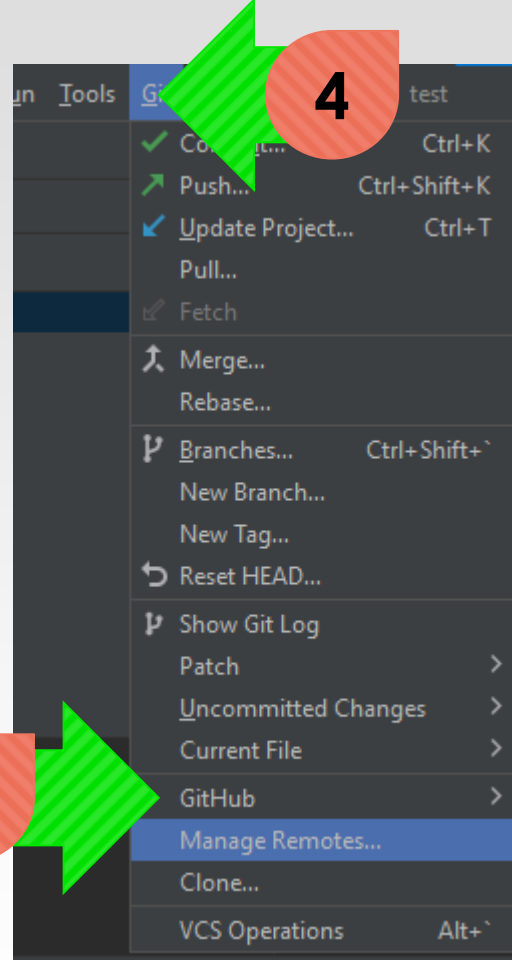 4
Tools test
Ctrl+K
Push... Ctrl+Shift+K
Update Project... Ctrl+T
Pull...
Fetch
Merge...
Rebase...
Branches... Ctrl+Shift+`
New Branch...
New Tag...
Reset HEAD...
Show Git Log
Patch
Uncommitted Changes
Current File
GitHub
Manage Remotes...
Clone...
VCS Operations Alt+`